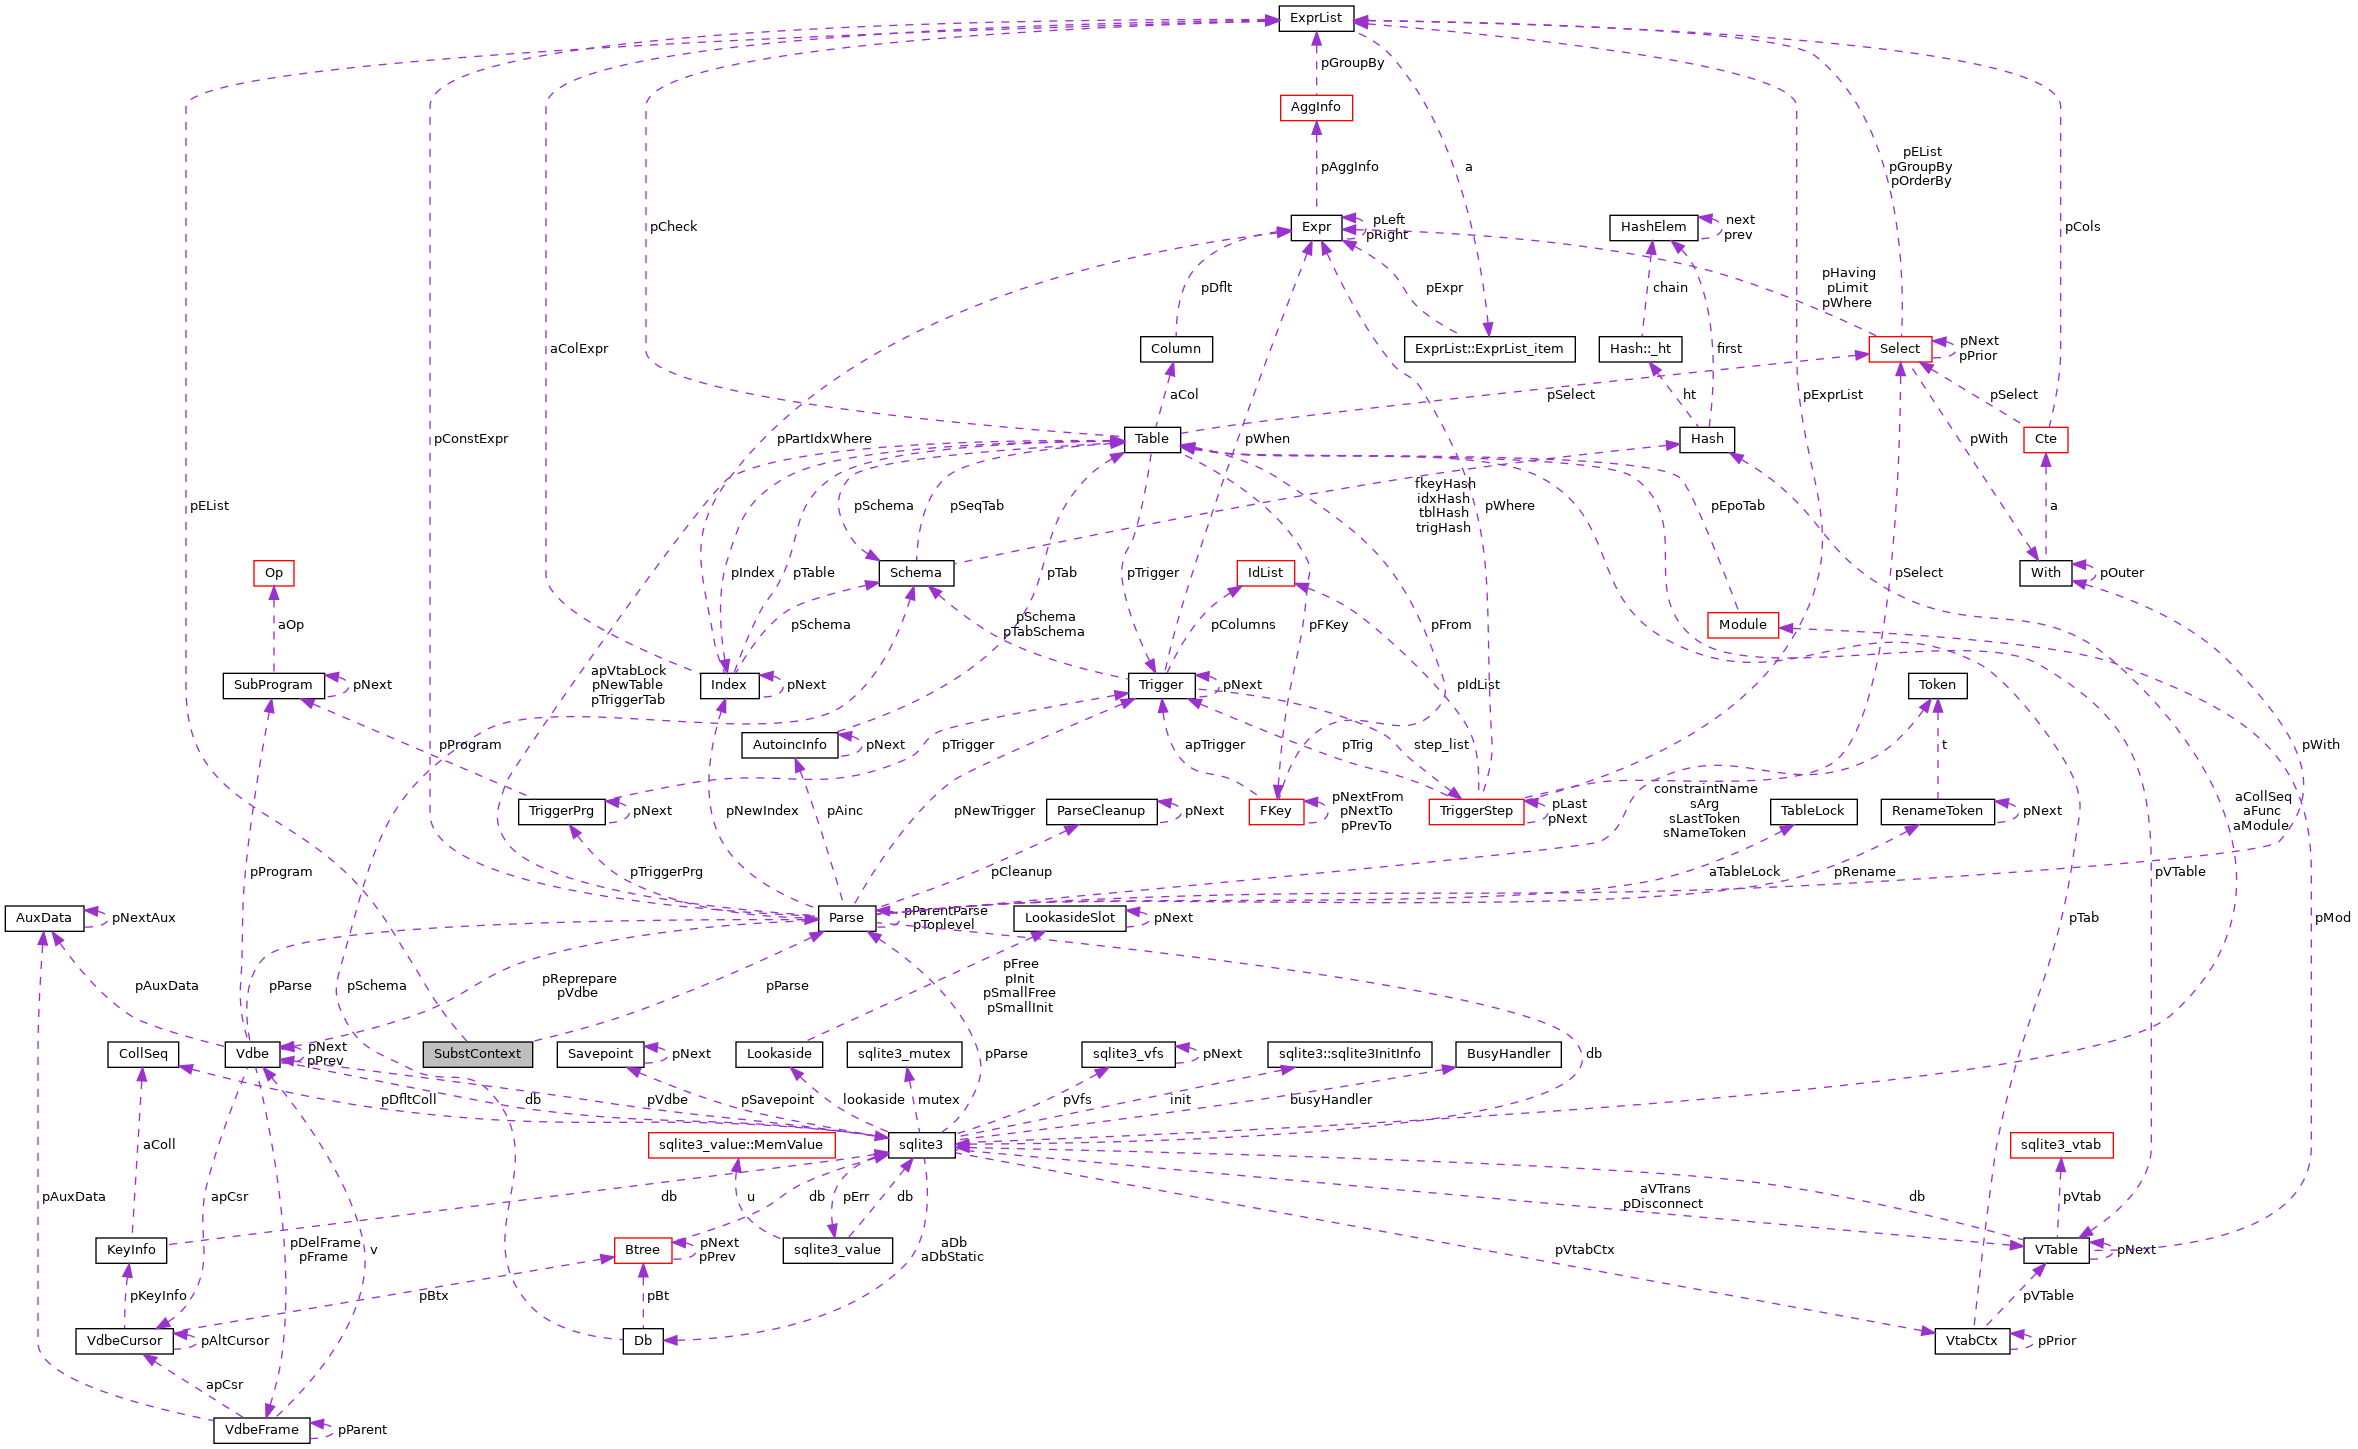 ExprList
pGroupBy
AggInfo
a
pAggInfo
pEList
pGroupBy
pOrderBy
pCheck
Expr
pLeft
pRight
HashElem
next
prev
pCols
pDflt
pExpr
chain
pHaving
pLimit
pWhere
aColExpr
Column
ExprList::ExprList_item
Hash::_ht
first
Select
pNext
pPrior
aCol
pSelect
ht
pExprList
pSelect
pConstExpr
pPartIdxWhere
Table
pWhen
Hash
pWith
Cte
pEList
pSchema
pSeqTab
fkeyHash
idxHash
tblHash
trigHash
pWhere
pEpoTab
a
Op
pIndex
pTable
Schema
pTab
pTrigger
IdList
pSelect
With
pOuter
aOp
pSchema
pSchema
pTabSchema
pColumns
pFKey
pFrom
Module
SubProgram
pNext
apVtabLock
pNewTable
pTriggerTab
Index
pNext
Trigger
pNext
pIdList
Token
pProgram
pTrigger
AutoincInfo
pNext
apTrigger
pTrig
step_list
t
pWith
TriggerPrg
pNext
pNewIndex
pAinc
pNewTrigger
ParseCleanup
pNext
FKey
pNextFrom
pNextTo
pPrevTo
TriggerStep
pLast
pNext
constraintName
sArg
sLastToken
sNameToken
TableLock
RenameToken
pNext
aCollSeq
aFunc
aModule
pProgram
pTriggerPrg
pCleanup
aTableLock
pRename
pVTable
AuxData
pNextAux
Parse
pParentParse
pToplevel
LookasideSlot
pNext
pTab
pMod
pAuxData
pParse
pSchema
pReprepare
pVdbe
pParse
pFree
pInit
pSmallFree
pSmallInit
CollSeq
Vdbe
pNext
pPrev
SubstContext
Savepoint
pNext
Lookaside
sqlite3_mutex
pParse
sqlite3_vfs
pNext
sqlite3::sqlite3InitInfo
BusyHandler
db
pDfltColl
db
pVdbe
pSavepoint
lookaside
mutex
pVfs
init
busyHandler
aColl
sqlite3_value::MemValue
sqlite3
sqlite3_vtab
pAuxData
apCsr
db
u
db
pErr
db
aVTrans
pDisconnect
db
pVtab
KeyInfo
pDelFrame
pFrame
v
Btree
pNext
pPrev
sqlite3_value
aDb
aDbStatic
pVtabCtx
VTable
pNext
pKeyInfo
pBtx
pBt
pVTable
VdbeCursor
pAltCursor
Db
VtabCtx
pPrior
apCsr
VdbeFrame
pParent